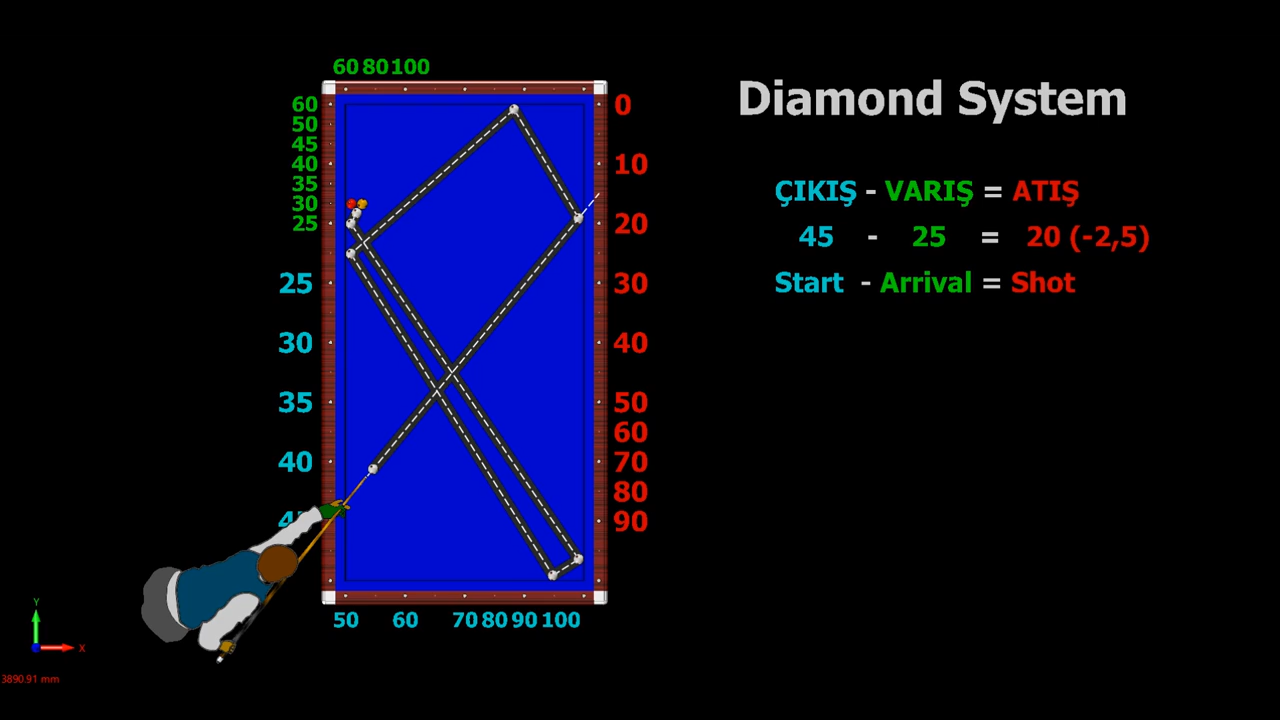 60 80 100
Diamond System
60
50
45
40
35
30
25
0
10
20
30
40
50
60
70
80
90
ÇIKIŞ - VARIŞ = ATIŞ
45 - 25 = 20 (-2,5)
Start - Arrival = Shot
25
30
35
40
50 60 70 80 90 100
Y
X
3890.91 mm